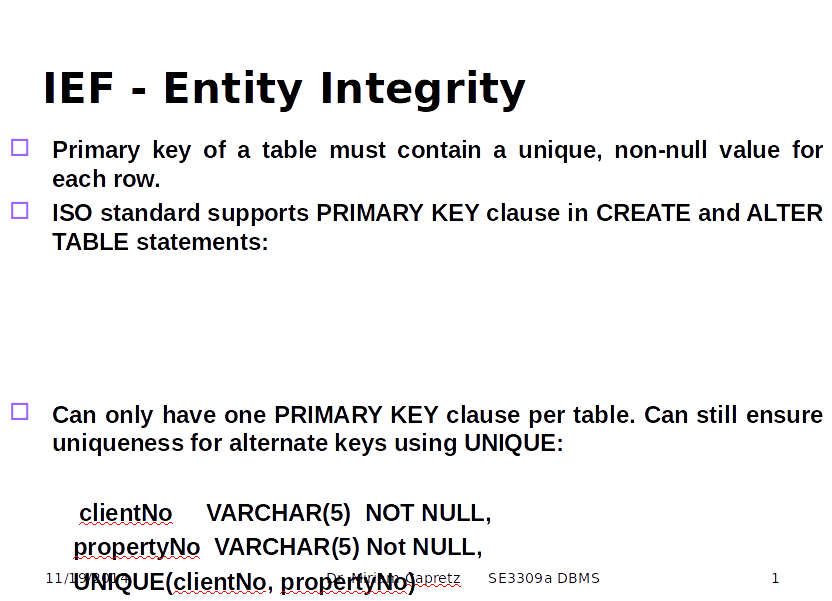 IEF - Entity Integrity
Primary key of a table must contain a unique, non-null value for
each row.
ISO standard supports PRIMARY KEY clause in CREATE and ALTER
TABLE statements:
Can only have one PRIMARY KEY clause per table. Can still ensure
uniqueness for alternate keys using UNIQUE:
clientNo VARCHAR(5) NOT NULL,
propertyNo VARCHAR(5) Not NULL,
UNIQUE(clientNo, propertyNo)
11/19/2014 Dr. Miriam Capretz SE3309a DBMS 1